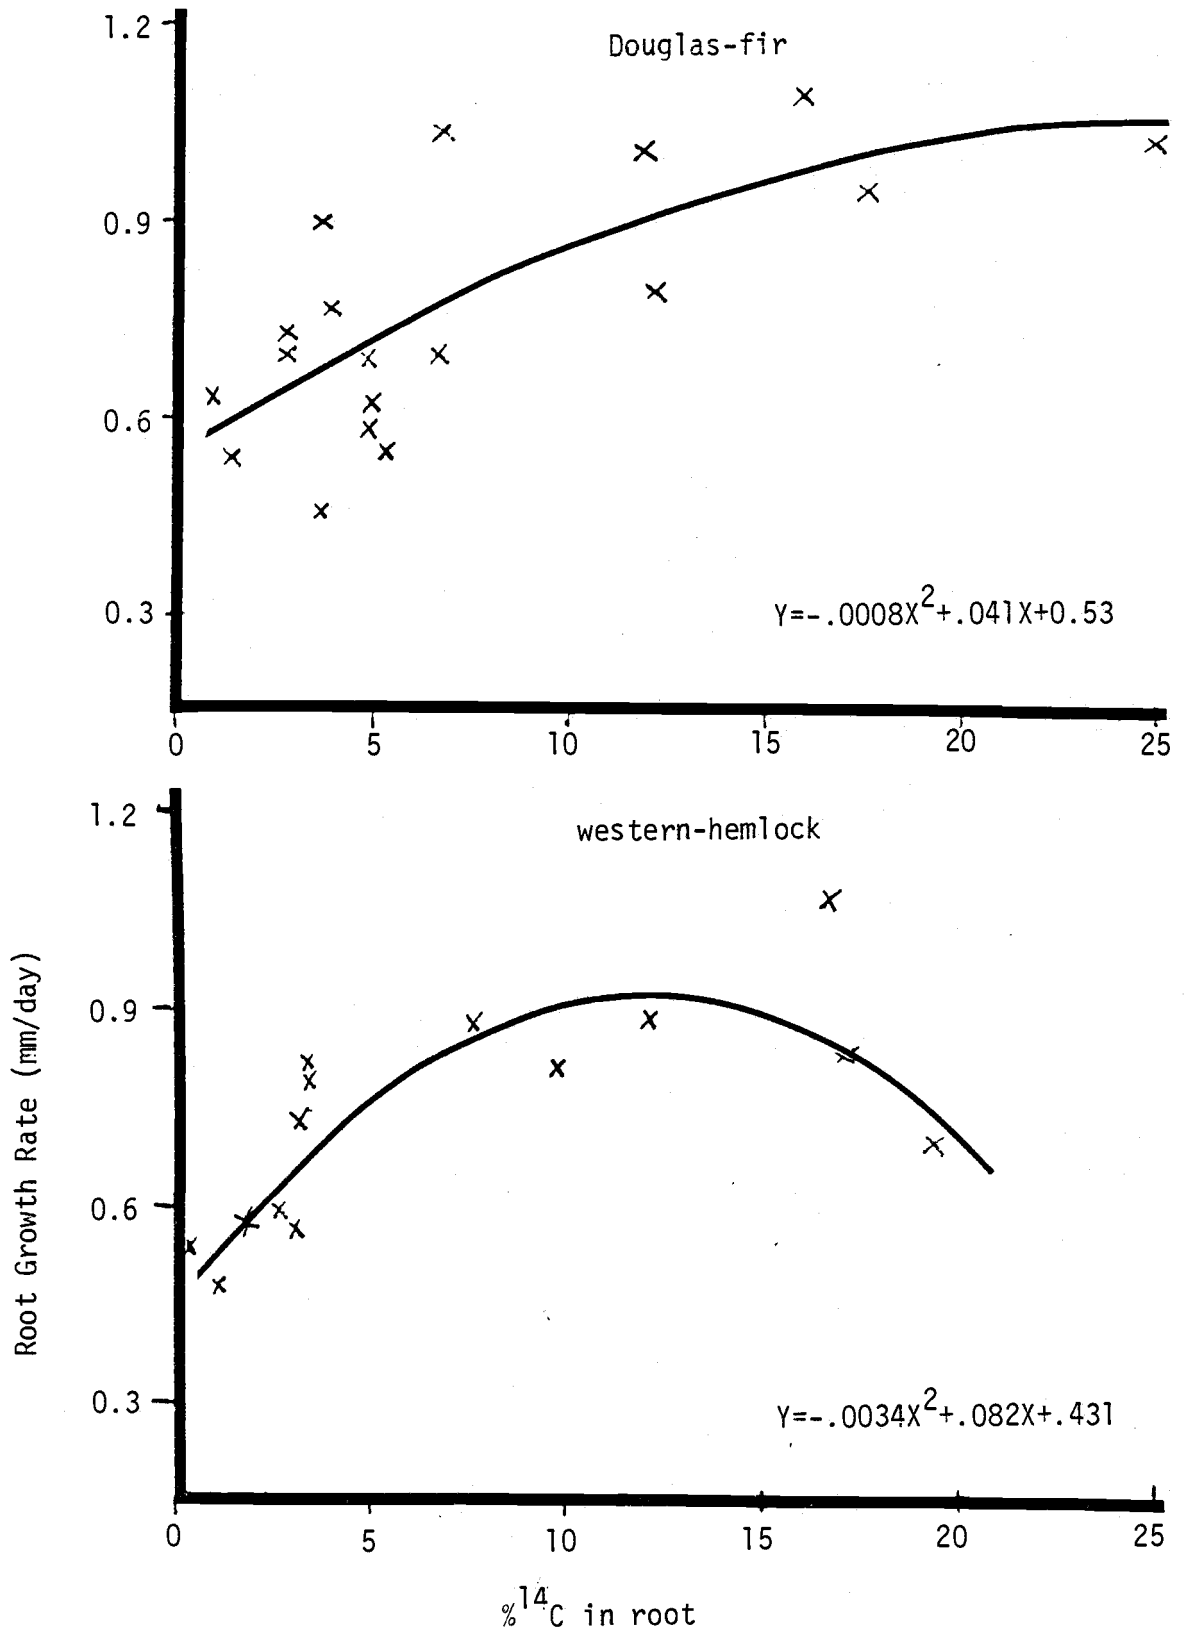 Douglas-fir
1.2
0.9
0.6
0.3
Y=-.0008X²+.041X+0.53
0 5 10 15 20 25
western-hemlock
1.2
0.9
0.6
0.3
Root Growth Rate (mm/day)
Y=-.0034X²+.082X+.431
0 5 10 15 20 25
%¹⁴C in root